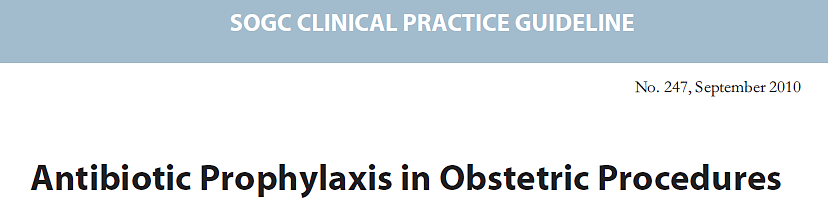 SOGC CLINICAL PRACTICE GUIDELINE
No. 247, September 2010
Antibiotic Prophylaxis in Obstetric Procedures